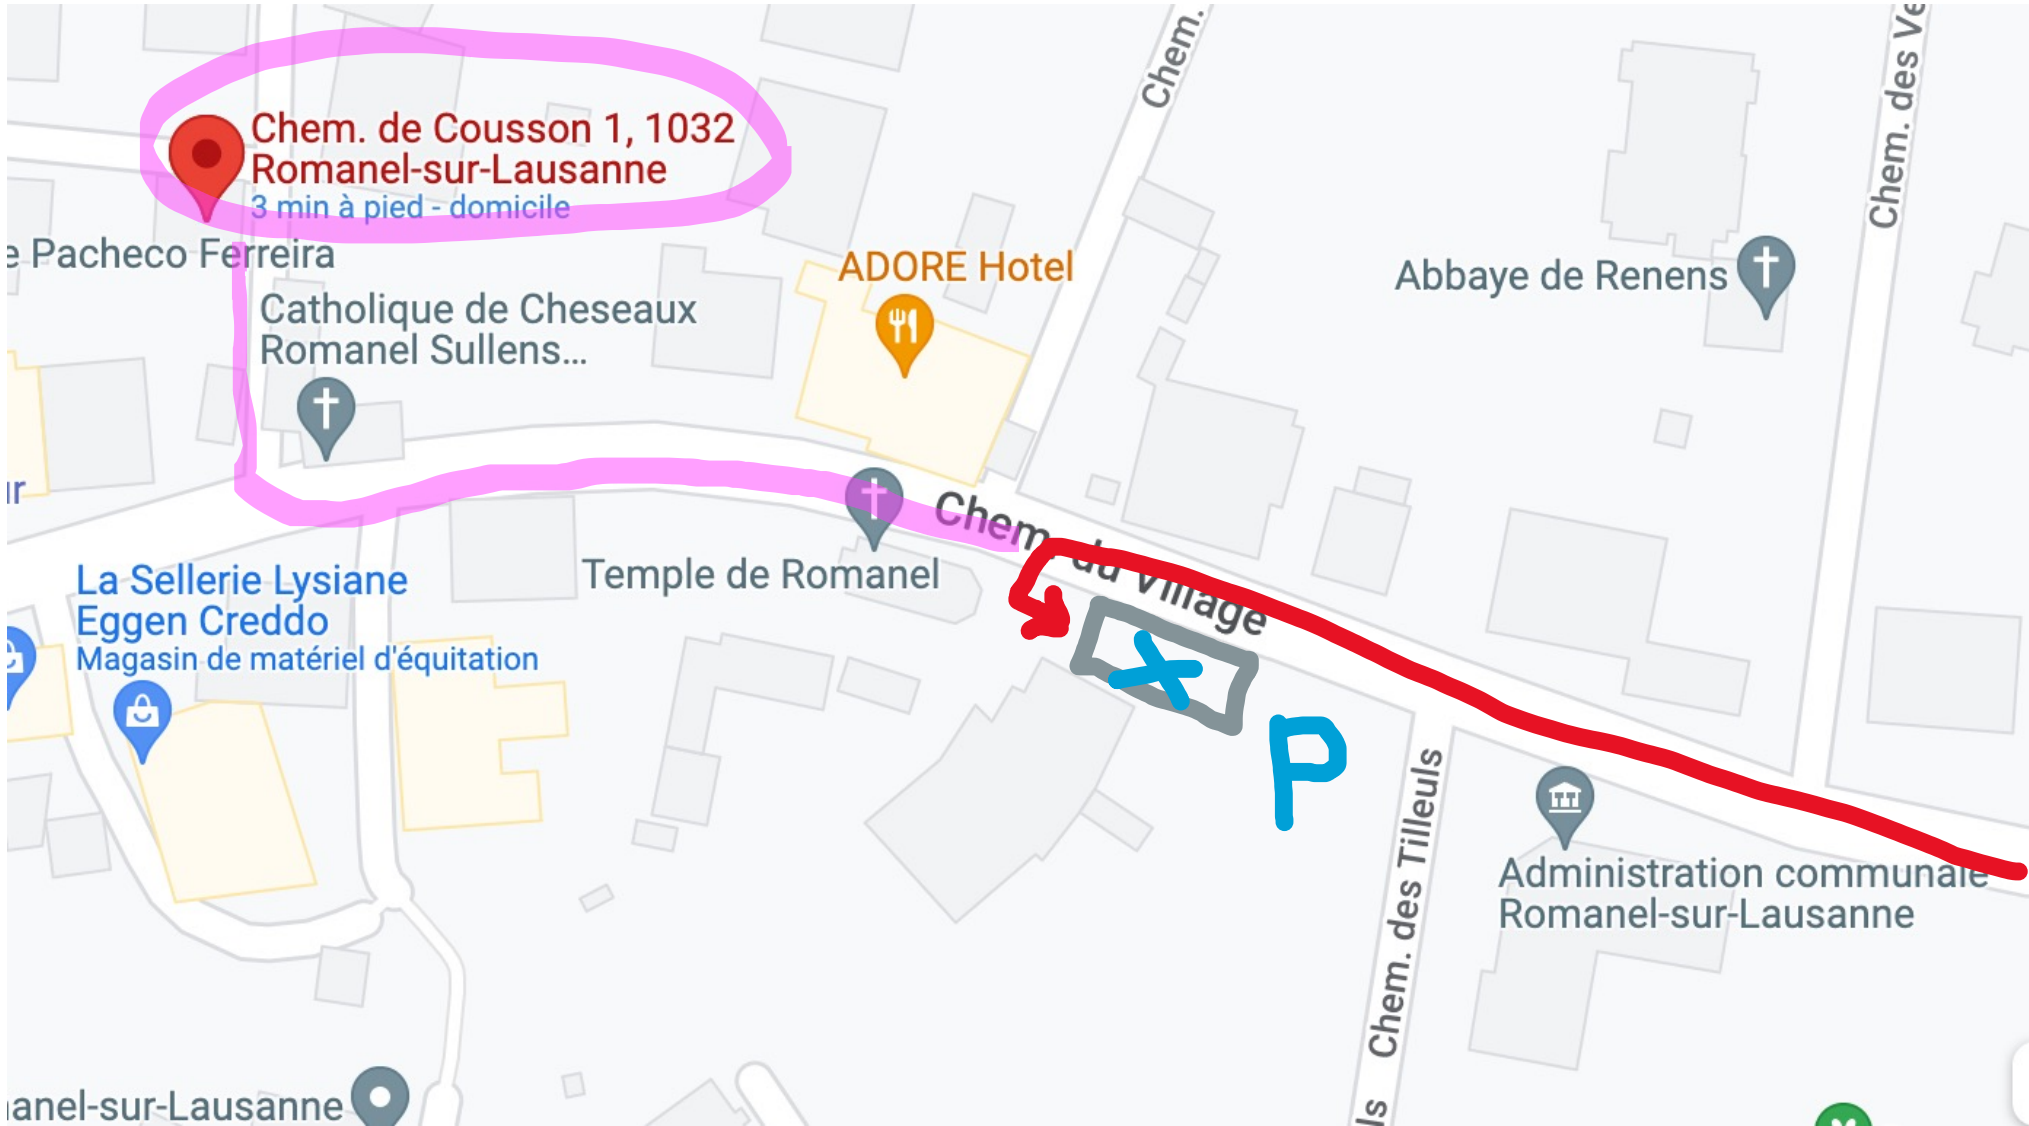 Chem.
Chem. des Ve
Chem. de Cousson 1, 1032
Romanel-sur-Lausanne
3 min à pied - domicile
e Pacheco Ferreira
ADORE Hotel
Abbaye de Renens
Catholique de Cheseaux
Romanel Sullens...
ur
Chem. du Village
Temple de Romanel
La Sellerie Lysiane
Eggen Creddo
Magasin de matériel d'équitation
X
P
Chem. des Tilleuls
Administration communale
Romanel-sur-Lausanne
anel-sur-Lausanne
ls